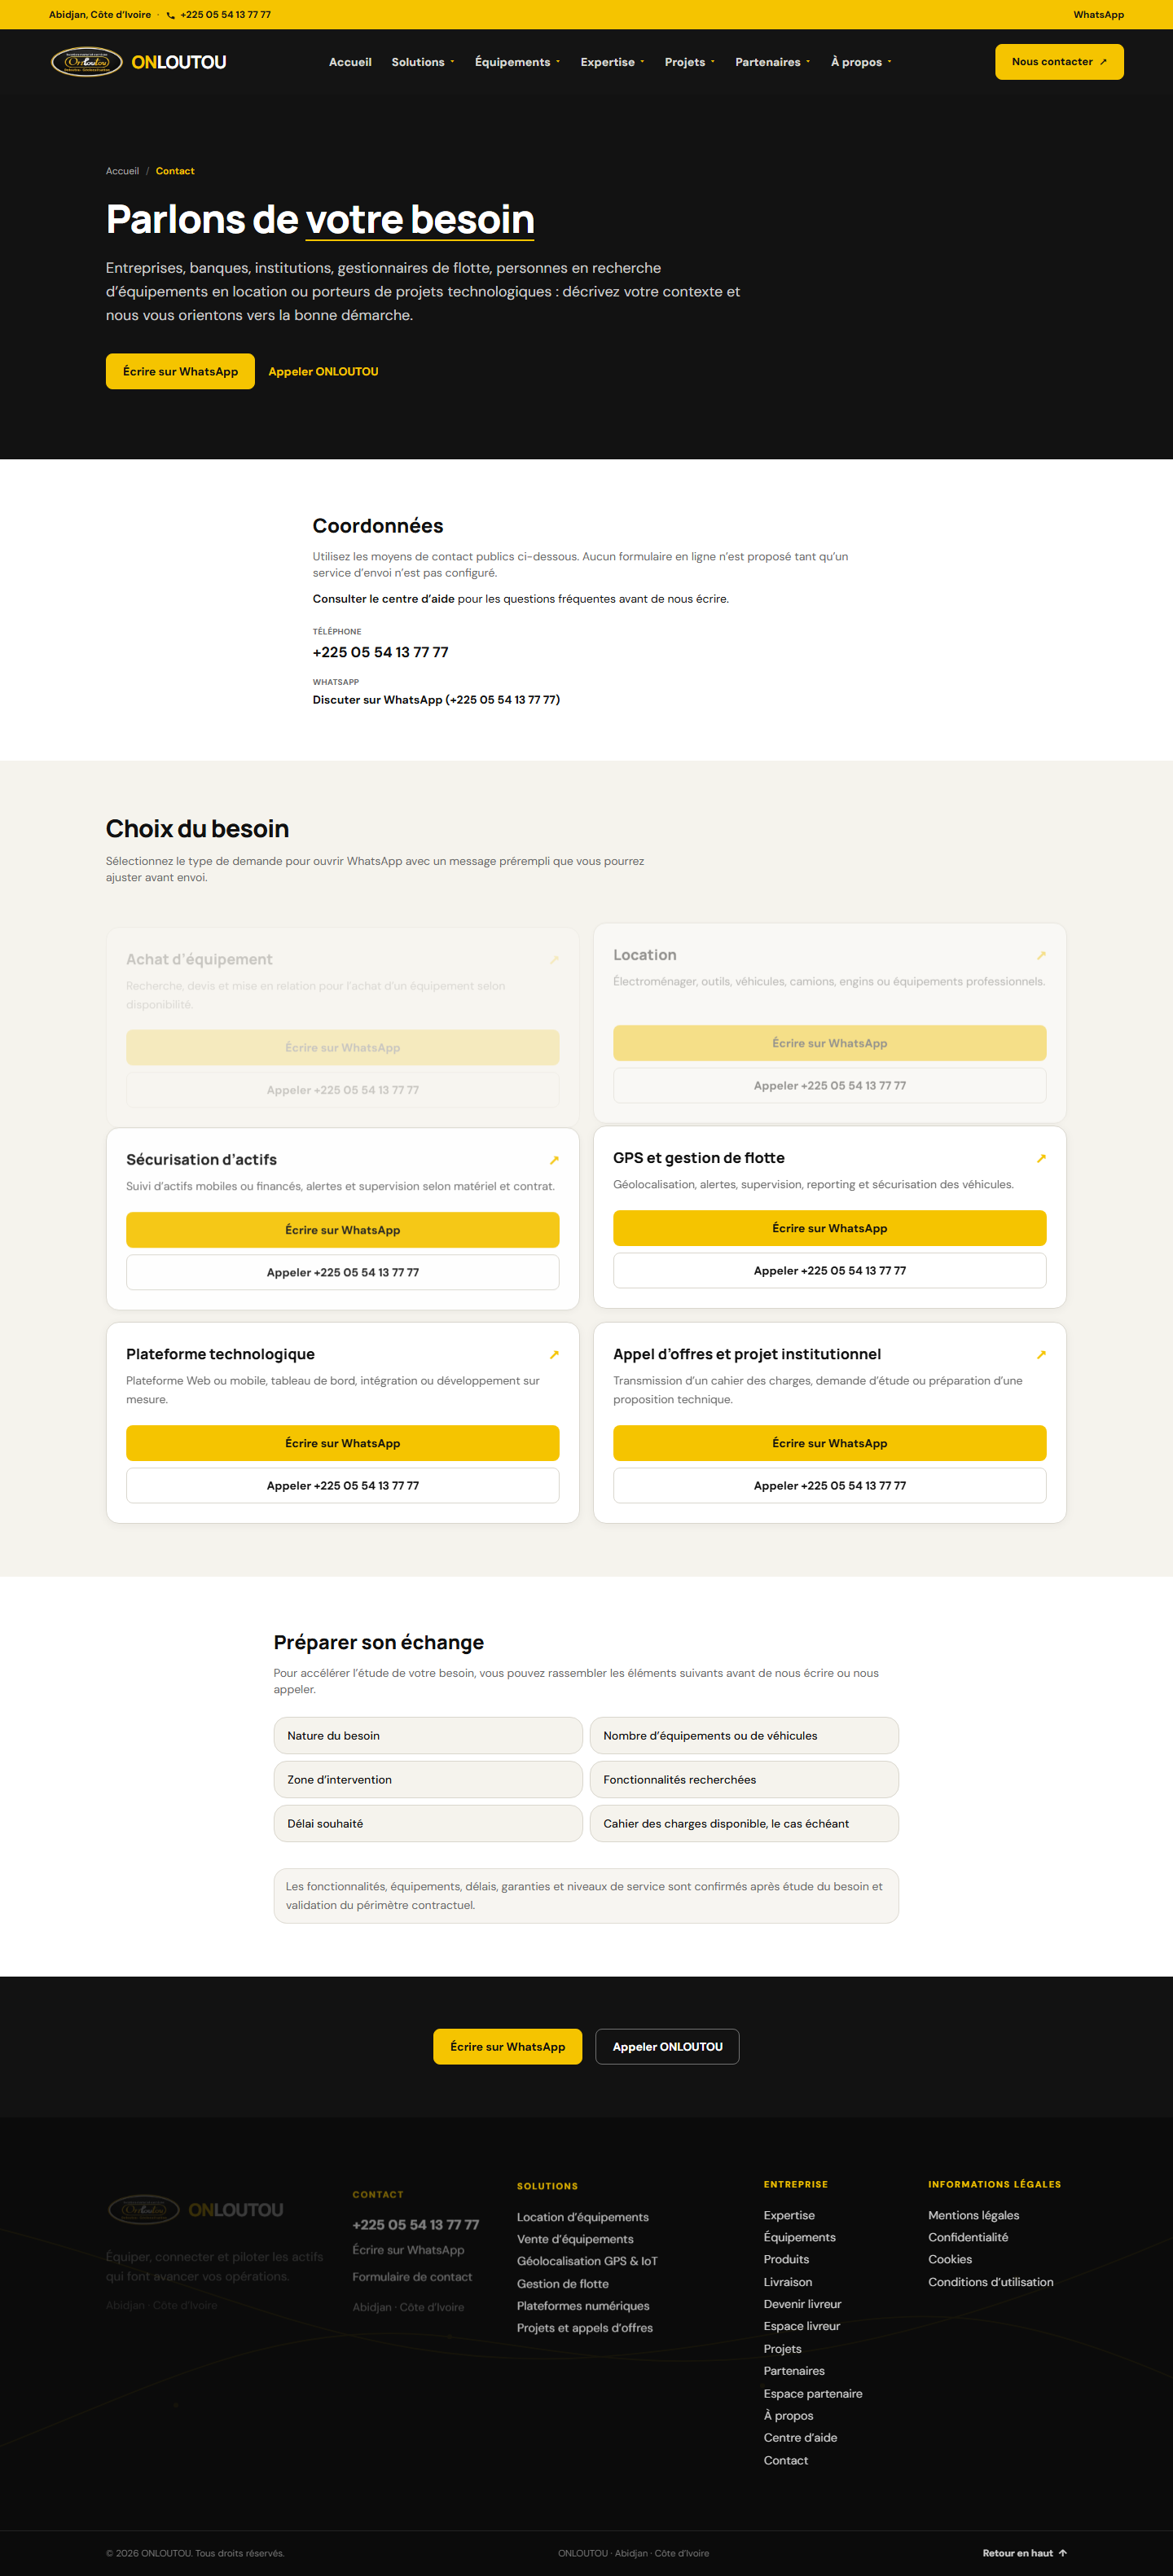 Abidjan, Côte d’Ivoire · +225 05 54 13 77 77
WhatsApp
ONLOUTOU
Accueil
Solutions
Équipements
Expertise
Projets
Partenaires
À propos
Nous contacter ↗
Accueil / Contact
Parlons de votre besoin
Entreprises, banques, institutions, gestionnaires de flotte, personnes en recherche
d’équipements en location ou porteurs de projets technologiques : décrivez votre contexte et
nous vous orientons vers la bonne démarche.
Écrire sur WhatsApp
Appeler ONLOUTOU
Coordonnées
Utilisez les moyens de contact publics ci-dessous. Aucun formulaire en ligne n’est proposé tant qu’un
service d’envoi n’est pas configuré.
Consulter le centre d’aide pour les questions fréquentes avant de nous écrire.
TÉLÉPHONE
+225 05 54 13 77 77
WHATSAPP
Discuter sur WhatsApp (+225 05 54 13 77 77)
Choix du besoin
Sélectionnez le type de demande pour ouvrir WhatsApp avec un message prérempli que vous pourrez
ajuster avant envoi.
Achat d’équipement ↗
Recherche, devis et mise en relation pour l’achat d’un équipement selon
disponibilité.
Écrire sur WhatsApp
Appeler +225 05 54 13 77 77
Location ↗
Électroménager, outils, véhicules, camions, engins ou équipements professionnels.
Écrire sur WhatsApp
Appeler +225 05 54 13 77 77
Sécurisation d’actifs ↗
Suivi d’actifs mobiles ou financés, alertes et supervision selon matériel et contrat.
Écrire sur WhatsApp
Appeler +225 05 54 13 77 77
GPS et gestion de flotte ↗
Géolocalisation, alertes, supervision, reporting et sécurisation des véhicules.
Écrire sur WhatsApp
Appeler +225 05 54 13 77 77
Plateforme technologique ↗
Plateforme Web ou mobile, tableau de bord, intégration ou développement sur
mesure.
Écrire sur WhatsApp
Appeler +225 05 54 13 77 77
Appel d’offres et projet institutionnel ↗
Transmission d’un cahier des charges, demande d’étude ou préparation d’une
proposition technique.
Écrire sur WhatsApp
Appeler +225 05 54 13 77 77
Préparer son échange
Pour accélérer l’étude de votre besoin, vous pouvez rassembler les éléments suivants avant de nous écrire ou nous
appeler.
Nature du besoin
Nombre d’équipements ou de véhicules
Zone d’intervention
Fonctionnalités recherchées
Délai souhaité
Cahier des charges disponible, le cas échéant
Les fonctionnalités, équipements, délais, garanties et niveaux de service sont confirmés après étude du besoin et
validation du périmètre contractuel.
Écrire sur WhatsApp
Appeler ONLOUTOU
ONLOUTOU
Équiper, connecter et piloter les actifs
qui font avancer vos opérations.
Abidjan · Côte d’Ivoire
CONTACT
+225 05 54 13 77 77
Écrire sur WhatsApp
Formulaire de contact
Abidjan · Côte d’Ivoire
SOLUTIONS
Location d’équipements
Vente d’équipements
Géolocalisation GPS & IoT
Gestion de flotte
Plateformes numériques
Projets et appels d’offres
ENTREPRISE
Expertise
Équipements
Produits
Livraison
Devenir livreur
Espace livreur
Projets
Partenaires
Espace partenaire
À propos
Centre d’aide
Contact
INFORMATIONS LÉGALES
Mentions légales
Confidentialité
Cookies
Conditions d’utilisation
© 2026 ONLOUTOU. Tous droits réservés.
ONLOUTOU · Abidjan · Côte d’Ivoire
Retour en haut ↑